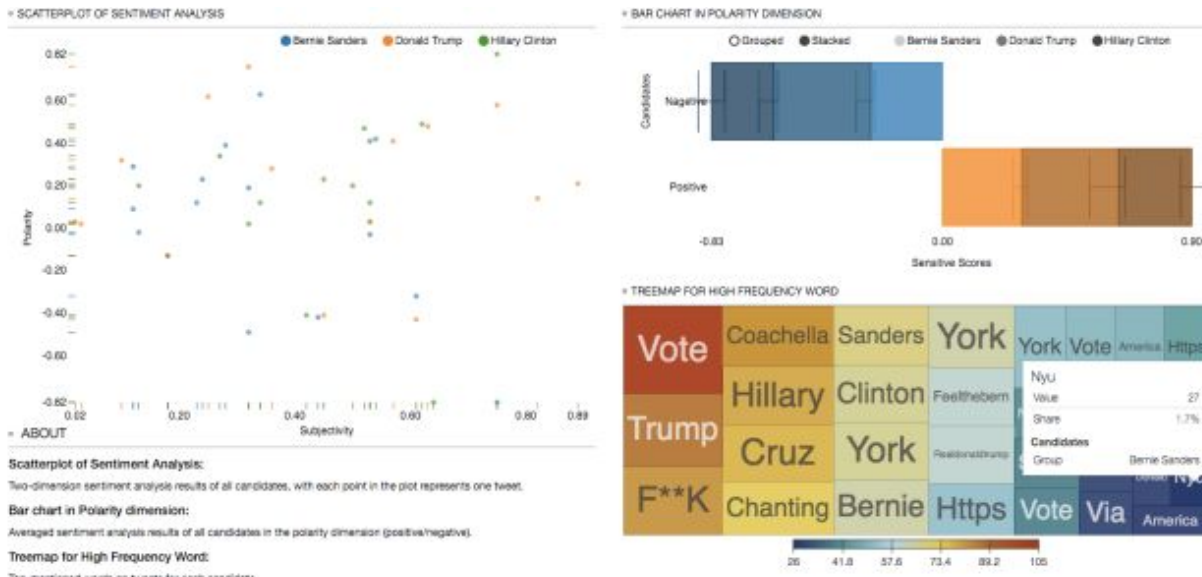 SCATTERPLOT OF SENTIMENT ANALYSIS
Bernie Sanders Donald Trump Hillary Clinton
Polarity
0.82
0.60
0.40
0.20
0.00
-0.20
-0.40
-0.60
-0.82
0.02 0.20 0.40 0.60 0.80 0.89
Subjectivity
ABOUT
Scatterplot of Sentiment Analysis:
Two-dimension sentiment analysis results of all candidates, with each point in the plot represents one tweet.
Bar chart in Polarity dimension:
Averaged sentiment analysis results of all candidates in the polarity dimension (positive/negative).
Treemap for High Frequency Word:
BAR CHART IN POLARITY DIMENSION
Grouped Stacked Bernie Sanders Donald Trump Hillary Clinton
Candidates
Nagetive
Positive
-0.83 0.00 0.90
Sensitive Scores
TREEMAP FOR HIGH FREQUENCY WORD
Vote Coachella Sanders York York Vote America Https
Trump Hillary Clinton Feelthebern
Cruz York Realdonaldtrump
F**K Chanting Bernie Https Vote Via America
Nyu
Value 27
Share 1.7%
Candidates
Group Bernie Sanders
26 41.8 57.6 73.4 89.2 105